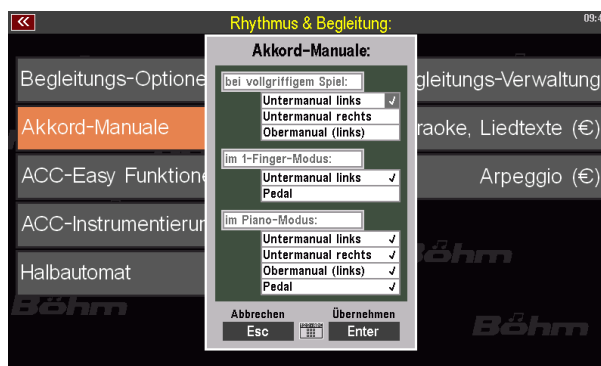 Rhythmus & Begleitung:
09:4
Akkord-Manuale:
bei vollgriffigem Spiel:
Untermanual links ✓
Untermanual rechts
Obermanual (links)
im 1-Finger-Modus:
Untermanual links ✓
Pedal
im Piano-Modus:
Untermanual links ✓
Untermanual rechts ✓
Obermanual (links) ✓
Pedal ✓
Abbrechen Übernehmen
Esc Enter
Begleitungs-Optione
Akkord-Manuale
ACC-Easy Funktione
ACC-Instrumentierur
Halbautomat
gleitungs-Verwaltung
raoke, Liedtexte (€)
Arpeggio (€)
Böhm
Böhm
Böhm